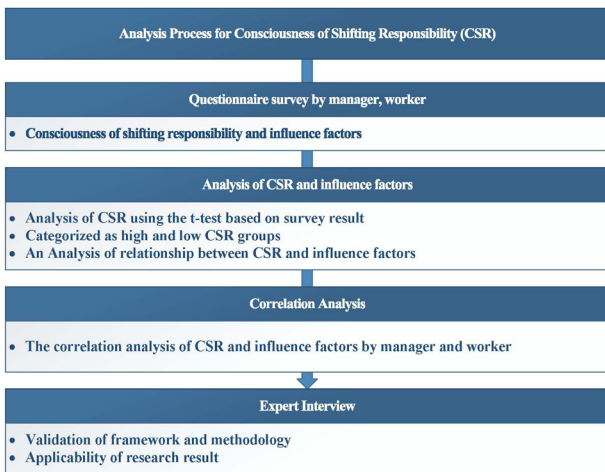 Analysis Process for Consciousness of Shifting Responsibility (CSR)
Questionnaire survey by manager, worker
• Consciousness of shifting responsibility and influence factors
Analysis of CSR and influence factors
• Analysis of CSR using the t-test based on survey result
• Categorized as high and low CSR groups
• An Analysis of relationship between CSR and influence factors
Correlation Analysis
• The correlation analysis of CSR and influence factors by manager and worker
Expert Interview
• Validation of framework and methodology
• Applicability of research result